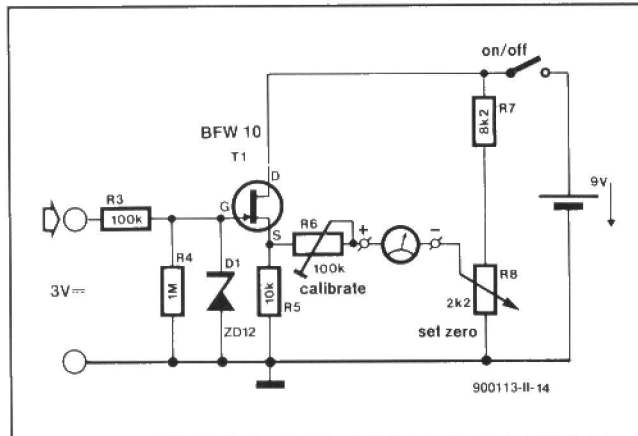 on/off
R7
8k2
BFW 10
T1
D
G
S
9V
R3
100k
R4
1M
D1
ZD12
R6
100k
calibrate
+
−
10k
R5
R8
2k2
set zero
3V⎓
900113-II-14